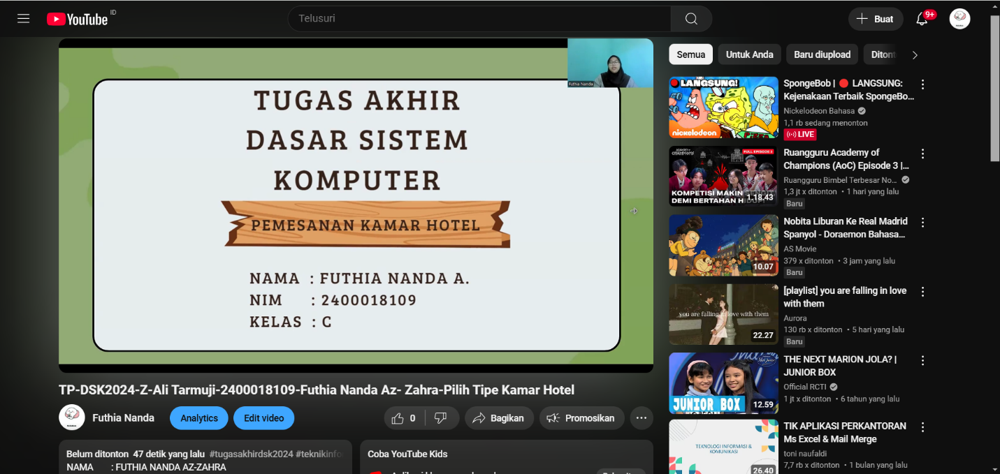 YouTube ID
Telusuri
Buat
9+
Futhia Nanda
TUGAS AKHIR
DASAR SISTEM
KOMPUTER
PEMESANAN KAMAR HOTEL
NAMA : FUTHIA NANDA A.
NIM : 2400018109
KELAS : C
TP-DSK2024-Z-Ali Tarmuji-2400018109-Futhia Nanda Az- Zahra-Pilih Tipe Kamar Hotel
Futhia Nanda
Analytics
Edit video
0
Bagikan
Promosikan
Belum ditonton 47 detik yang lalu #tugasakhirdsk2024 #teknikinfo
NAMA : FUTHIA NANDA AZ-ZAHRA
Coba YouTube Kids
Semua
Untuk Anda
Baru diupload
Ditont
LANGSUNG!
nickelodeon
SpongeBob | 🔴 LANGSUNG:
Kejenakaan Terbaik SpongeBo...
Nickelodeon Bahasa
1,1 rb sedang menonton
LIVE
FULL EPISODE 3
KOMPETISI MAKIN SENGIT
DEMI BERTAHAN HIDUP!
1.18.43
Ruangguru Academy of
Champions (AoC) Episode 3 |...
Ruangguru Bimbel Terbesar No...
1,3 jt x ditonton • 1 hari yang lalu
Baru
10.07
Nobita Liburan Ke Real Madrid
Spanyol - Doraemon Bahasa...
AS Movie
379 x ditonton • 3 jam yang lalu
Baru
you are falling in love with them
22.27
[playlist] you are falling in love
with them
Aurora
130 rb x ditonton • 5 hari yang lalu
Baru
JUNIOR BOX
12.59
THE NEXT MARION JOLA? |
JUNIOR BOX
Official RCTI
1 jt x ditonton • 6 tahun yang lalu
TEKNOLOGI INFORMASI &
KOMUNIKASI
26.40
TIK APLIKASI PERKANTORAN
Ms Excel & Mail Merge
toni naufaldi
7,7 rb x ditonton • 1 bulan yang lalu